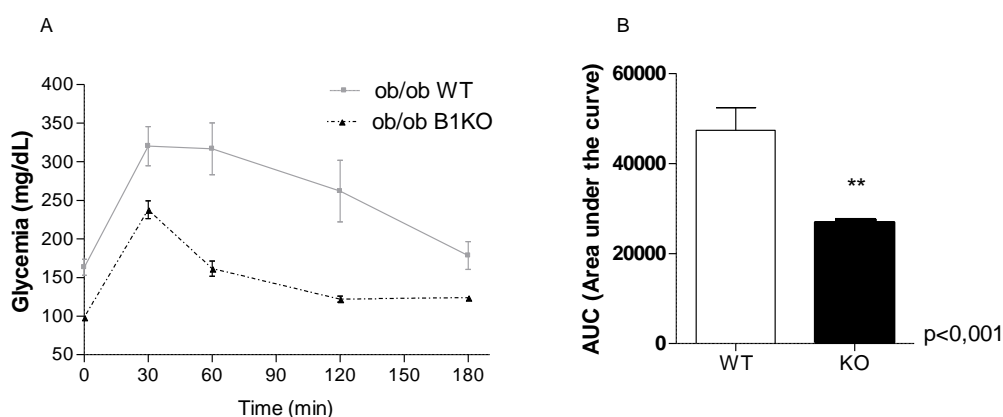 A
Glycemia (mg/dL)
400
350
300
250
200
150
100
50
0
30
60
90
120
150
180
Time (min)
ob/ob WT
ob/ob B1KO
B
AUC (Area under the curve)
60000
40000
20000
0
**
WT
KO
p<0,001